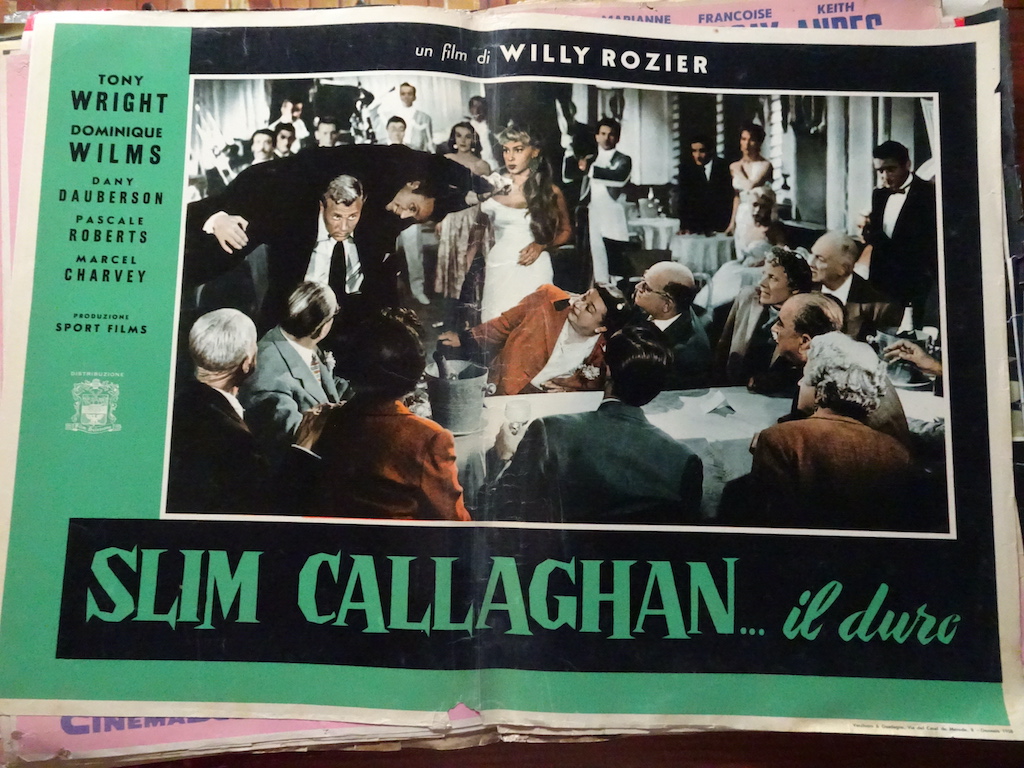 MARIANNE
FRANCOISE
KEITH
ANDES
un film di WILLY ROZIER
TONY
WRIGHT
DOMINIQUE
WILMS
DANY
DAUBERSON
PASCALE
ROBERTS
MARCEL
CHARVEY
PRODUZIONE
SPORT FILMS
DISTRIBUZIONE
SLIM CALLAGHAN... il duro